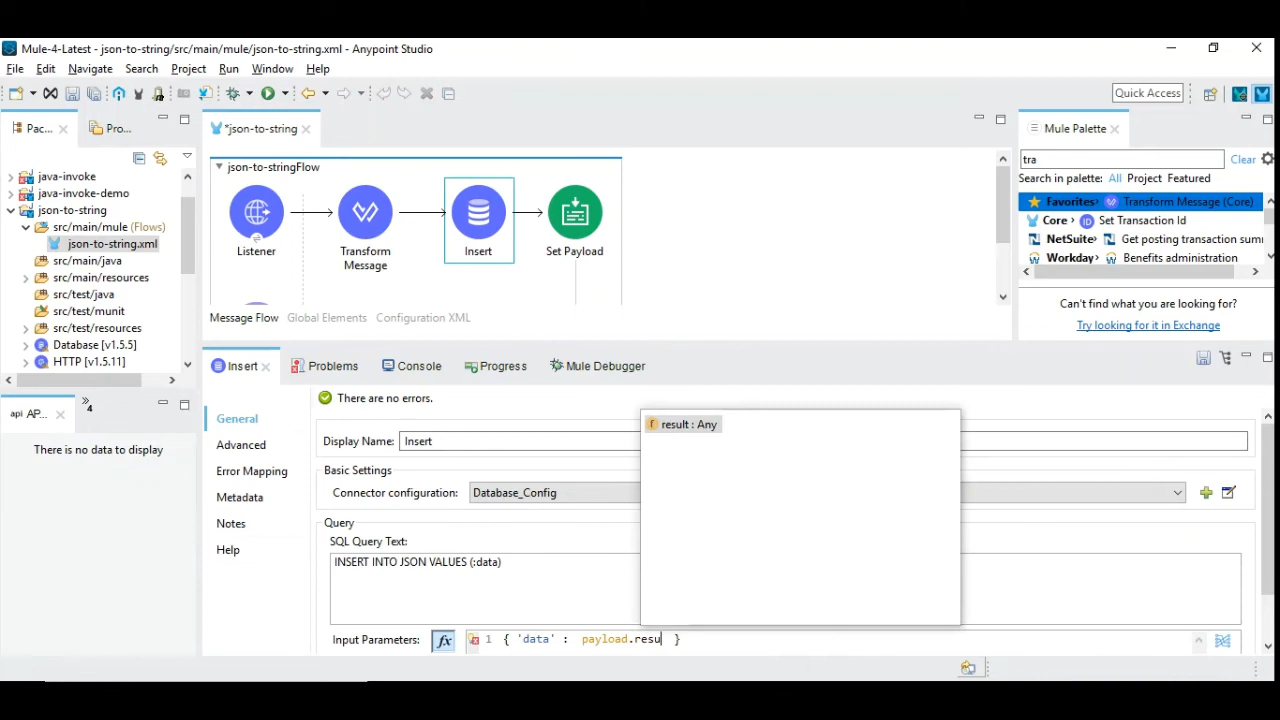 Mule-4-Latest - json-to-string/src/main/mule/json-to-string.xml - Anypoint Studio
File Edit Navigate Search Project Run Window Help
Quick Access
Pac...
Pro...
*json-to-string
Mule Palette
java-invoke
java-invoke-demo
json-to-string
src/main/mule (Flows)
json-to-string.xml
src/main/java
src/main/resources
src/test/java
src/test/munit
src/test/resources
Database [v1.5.5]
HTTP [v1.5.11]
json-to-stringFlow
Listener
Transform
Message
Insert
Set Payload
Message Flow Global Elements Configuration XML
tra
Clear
Search in palette: All Project Featured
Favorites> Transform Message (Core)
Core > Set Transaction Id
NetSuite> Get posting transaction sum
Workday> Benefits administration
Can't find what you are looking for?
Try looking for it in Exchange
api AP...
»4
There is no data to display
Insert Problems Console Progress Mule Debugger
General
Advanced
Error Mapping
Metadata
Notes
Help
There are no errors.
Display Name: Insert
Basic Settings
Connector configuration: Database_Config
Query
SQL Query Text:
INSERT INTO JSON VALUES (:data)
Input Parameters: fx 1 { 'data' : payload.resu }
f result : Any